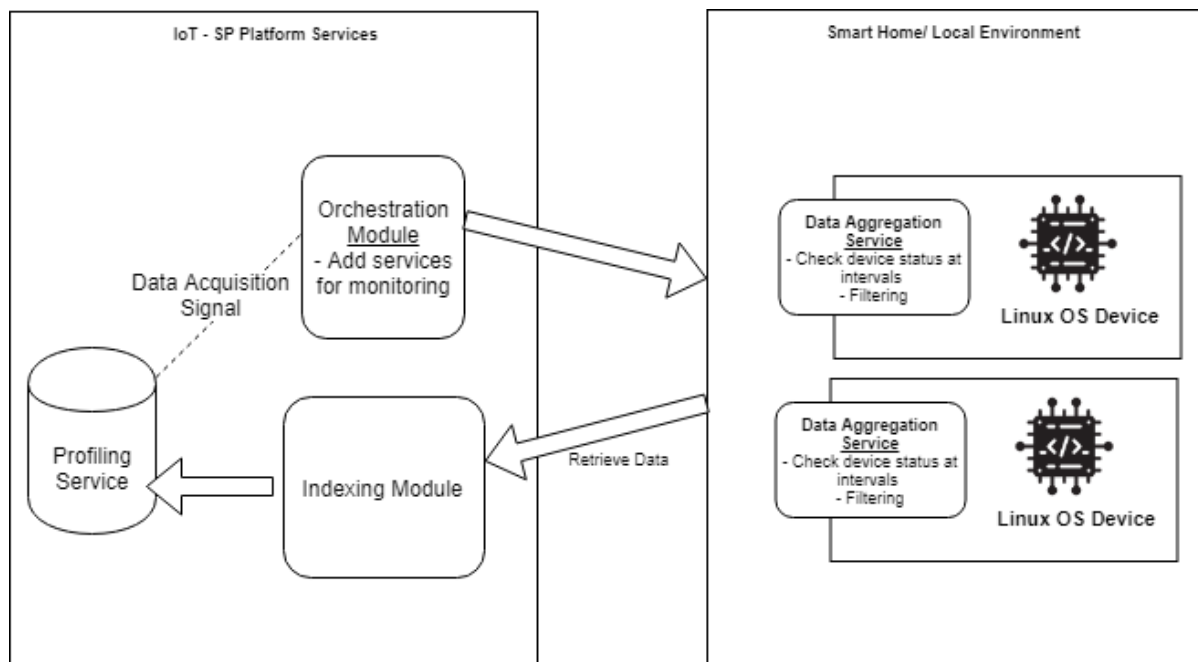 IoT - SP Platform Services
Smart Home/ Local Environment
Orchestration
Module
- Add services
for monitoring
Data Acquisition
Signal
Profiling
Service
Indexing Module
Retrieve Data
Data Aggregation
Service
- Check device status at
intervals
- Filtering
Linux OS Device
Data Aggregation
Service
- Check device status at
intervals
- Filtering
Linux OS Device